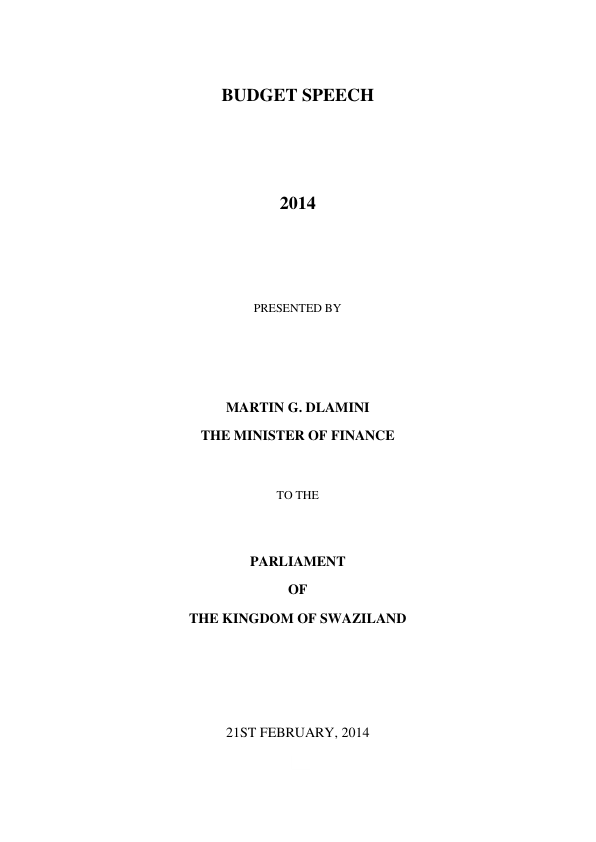 BUDGET SPEECH
2014
PRESENTED BY
MARTIN G. DLAMINI
THE MINISTER OF FINANCE
TO THE
PARLIAMENT
OF
THE KINGDOM OF SWAZILAND
21ST FEBRUARY, 2014